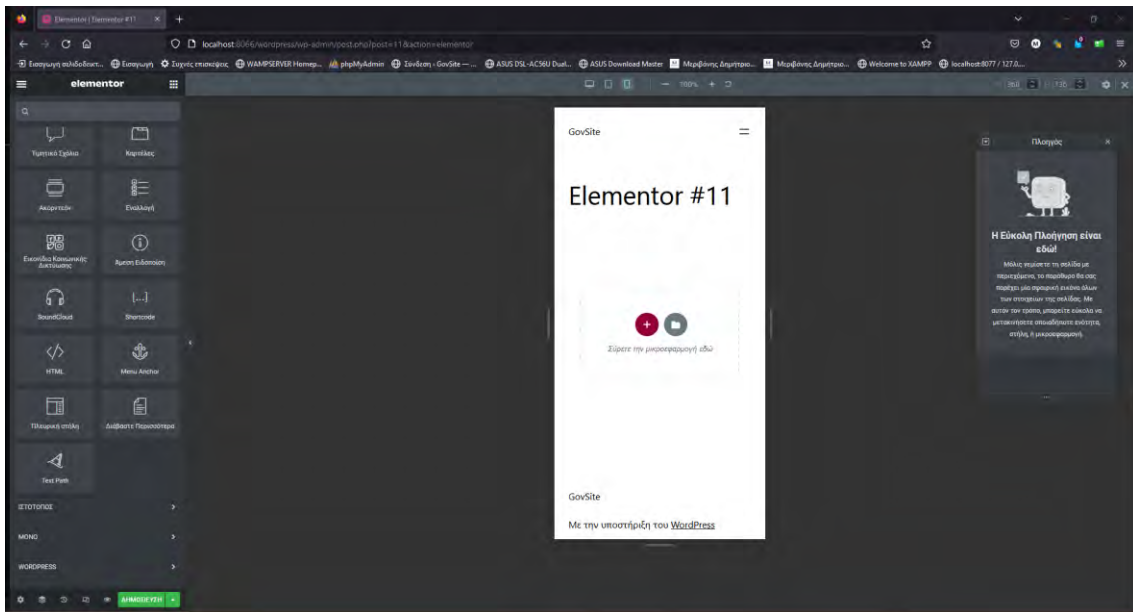 Elementor | Elementor #11
localhost:8066/wordpress/wp-admin/post.php?post=11&action=elementor
Εισαγωγή σελιδοδεικτ... Εισαγωγή Συχνές επισκέψεις WAMPSERVER Homep... phpMyAdmin Σύνδεση ‹ GovSite — ... ASUS DSL-AC56U Dual... ASUS Download Master Μεριβάνης Δημήτριο... Μεριβάνης Δημήτριο... Welcome to XAMPP localhost:8077 / 127.0....
elementor
100%
GovSite
Πλοηγός
Τιμητικά Σχόλια Καρτέλες
Elementor #11
Ακορντεόν Εναλλαγή
Η Εύκολη Πλοήγηση είναι
εδώ!
Εικονίδια Κοινωνικής
Δικτύωσης
Άμεση Ειδοποίηση
Μόλις γεμίσετε τη σελίδα με
περιεχόμενο, το παράθυρο θα σας
παρέχει μία σφαιρική εικόνα όλων
των στοιχείων της σελίδας. Με
αυτόν τον τρόπο, μπορείτε εύκολα να
μετακινήσετε οποιαδήποτε ενότητα,
στήλη, ή μικροεφαρμογή.
SoundCloud Shortcode
Σύρετε την μικροεφαρμογή εδώ
HTML Menu Anchor
Πλευρική στήλη Διαβάστε Περισσότερα
Text Path
GovSite
ΙΣΤΟΤΟΠΟΣ
Με την υποστήριξη του WordPress
ΜΟΝΟ
WORDPRESS
ΔΗΜΟΣΙΕΥΣΗ